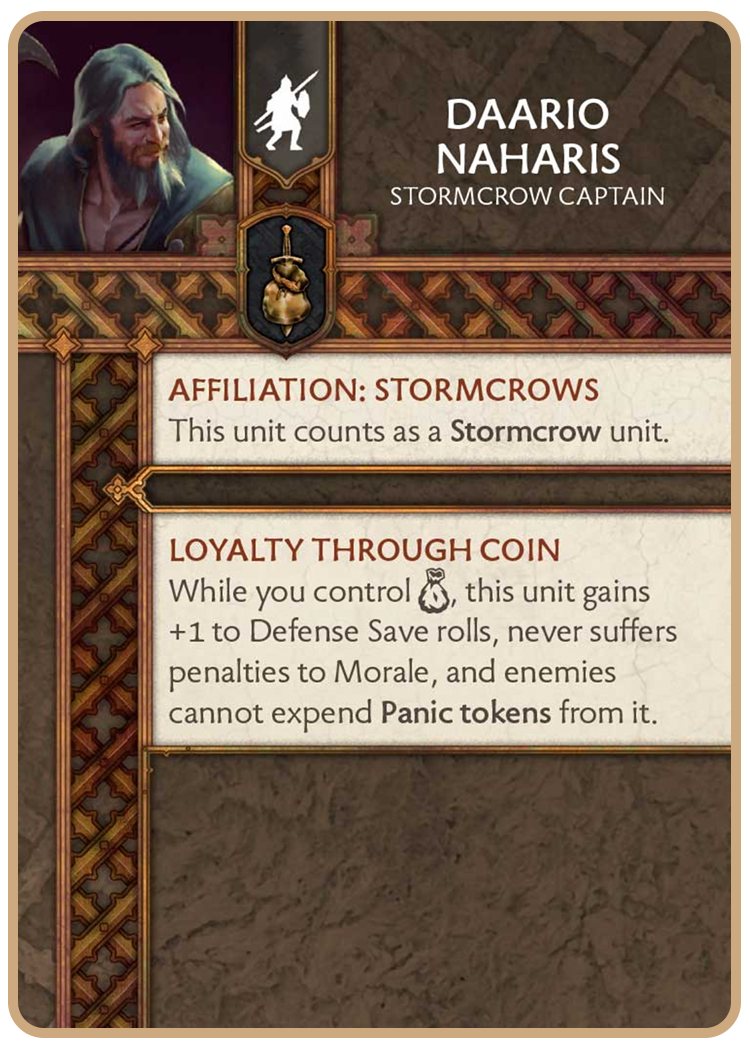 DAARIO
NAHARIS
STORMCROW CAPTAIN
AFFILIATION: STORMCROWS
This unit counts as a Stormcrow unit.
LOYALTY THROUGH COIN
While you control , this unit gains
+1 to Defense Save rolls, never suffers
penalties to Morale, and enemies
cannot expend Panic tokens from it.